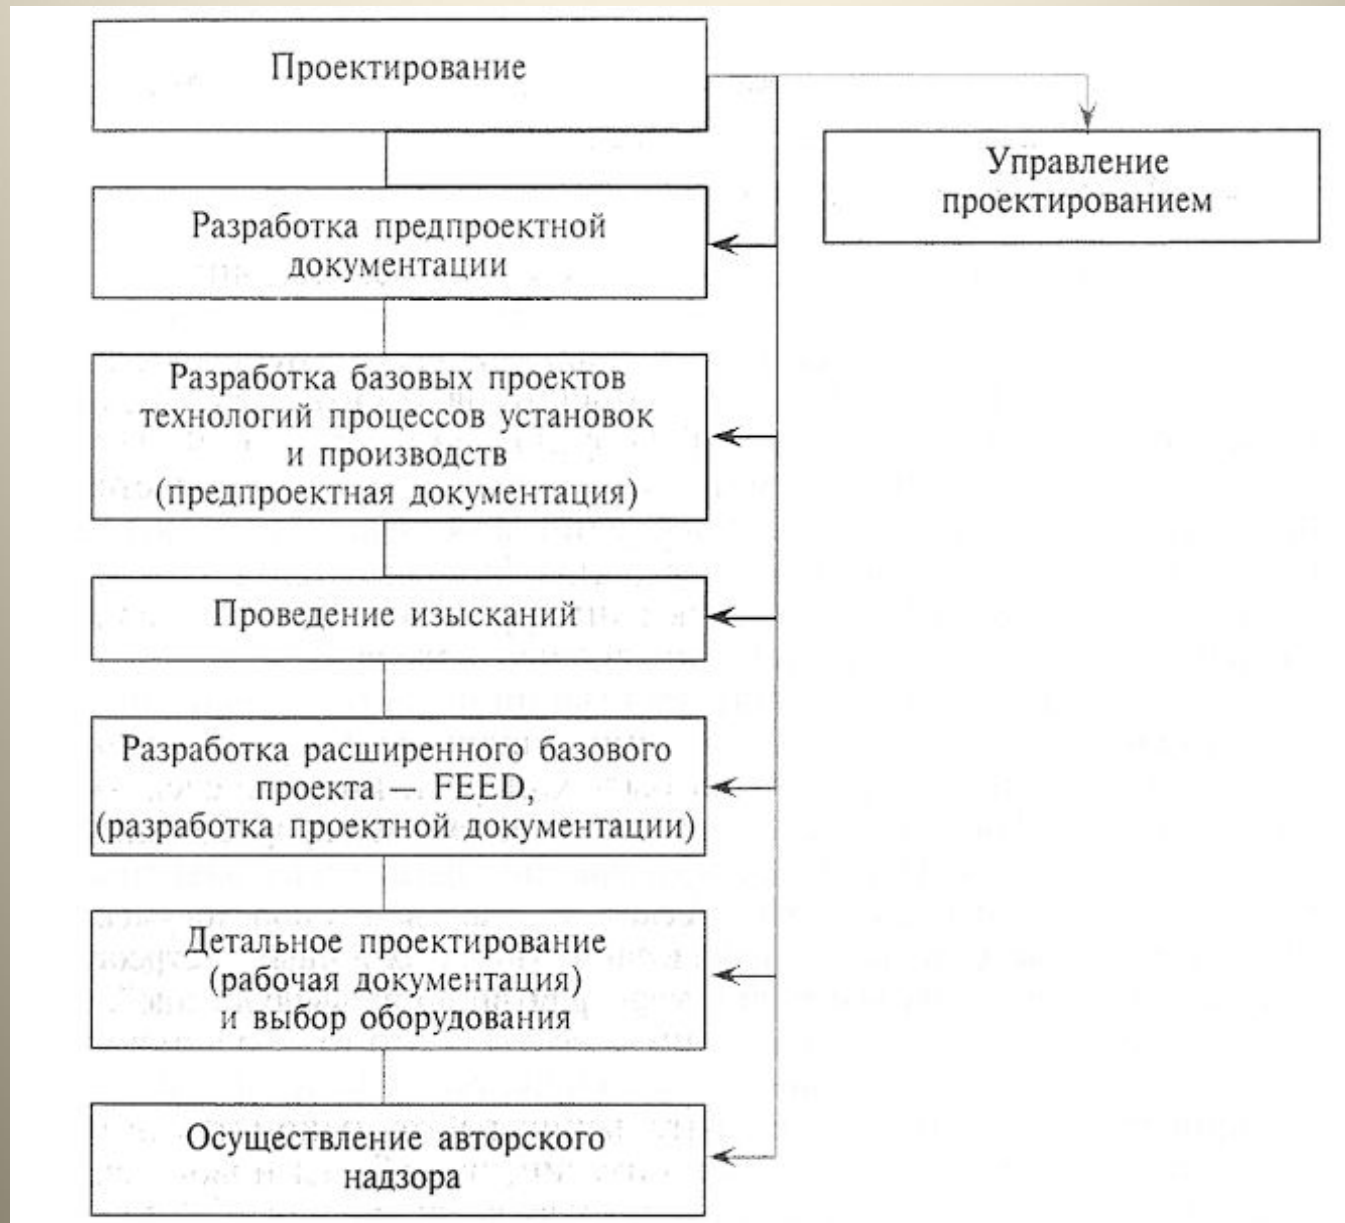 Проектирование
Управление
проектированием
Разработка предпроектной
документации
Разработка базовых проектов
технологий процессов установок
и производств
(предпроектная документация)
Проведение изысканий
Разработка расширенного базового
проекта — FEED,
(разработка проектной документации)
Детальное проектирование
(рабочая документация)
и выбор оборудования
Осуществление авторского
надзора